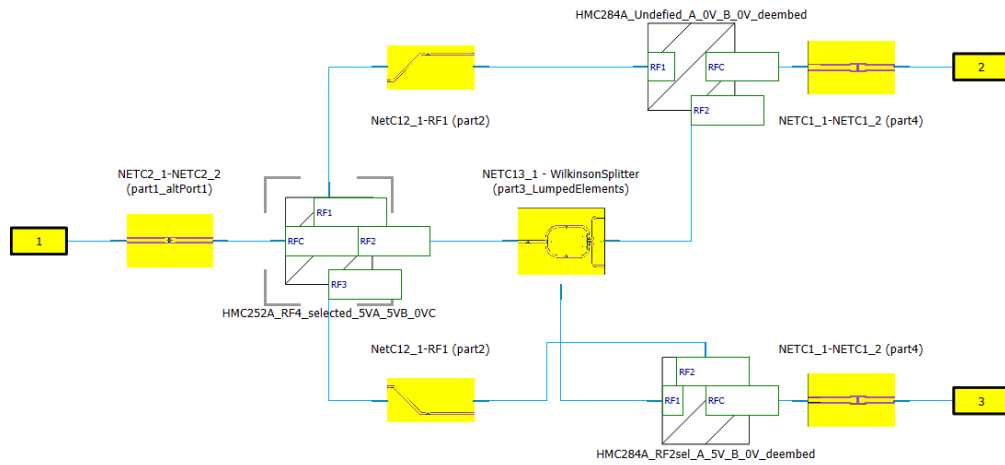 HMC284A_Undefied_A_0V_B_0V_deembed
RF1
RFC
2
RF2
NetC12_1-RF1 (part2)
NETC1_1-NETC1_2 (part4)
NETC2_1-NETC2_2
(part1_altPort1)
NETC13_1 - WilkinsonSplitter
(part3_LumpedElements)
RF1
1
RFC
RF2
RF3
HMC252A_RF4_selected_5VA_5VB_0VC
NetC12_1-RF1 (part2)
NETC1_1-NETC1_2 (part4)
RF2
RF1
RFC
3
HMC284A_RF2sel_A_5V_B_0V_deembed